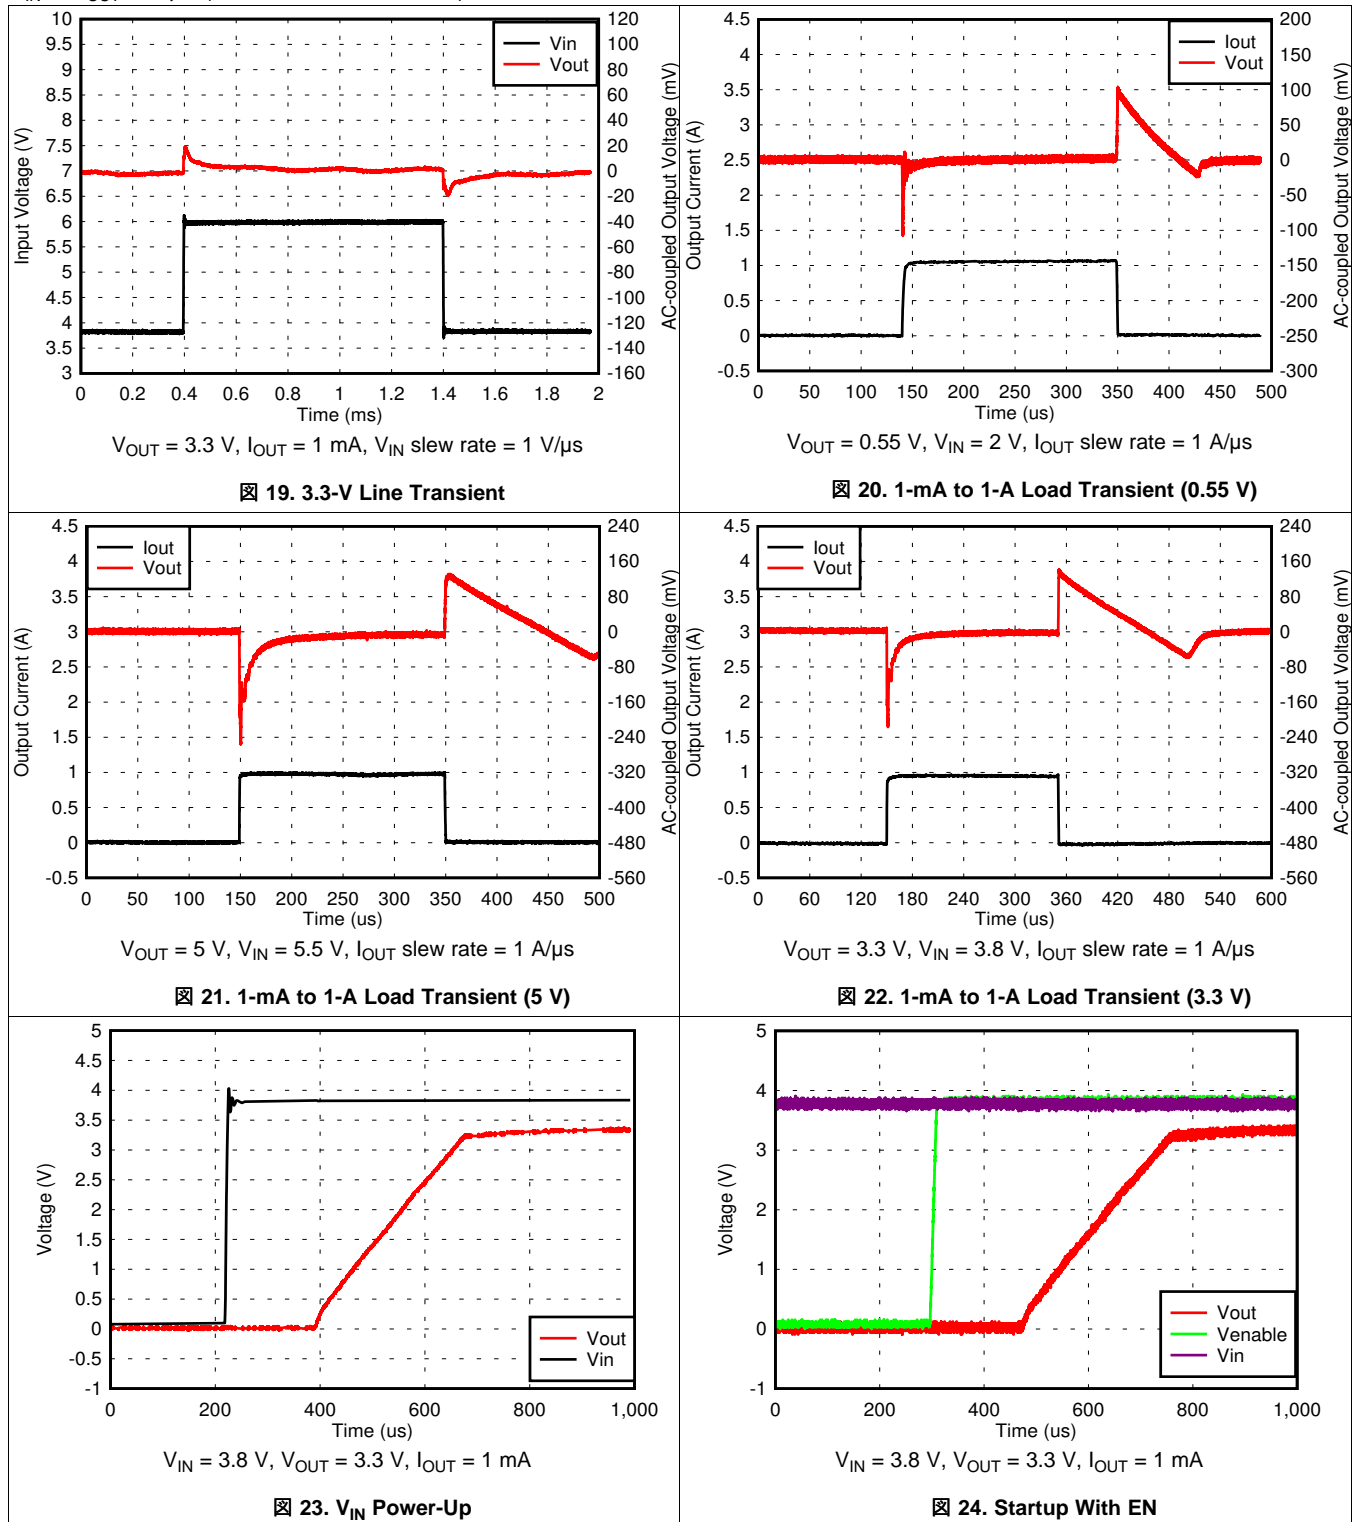 10
9.5
9
8.5
8
7.5
7
6.5
6
5.5
5
4.5
4
3.5
3
Input Voltage (V)
120
100
80
60
40
20
0
-20
-40
-60
-80
-100
-120
-140
-160
AC-coupled Output Voltage (mV)
Vin
Vout
0 0.2 0.4 0.6 0.8 1 1.2 1.4 1.6 1.8 2
Time (ms)
VOUT = 3.3 V, IOUT = 1 mA, VIN slew rate = 1 V/µs
図 19. 3.3-V Line Transient
4.5
4
3.5
3
2.5
2
1.5
1
0.5
0
-0.5
Output Current (A)
200
150
100
50
0
-50
-100
-150
-200
-250
-300
AC-coupled Output Voltage (mV)
Iout
Vout
0 50 100 150 200 250 300 350 400 450 500
Time (us)
VOUT = 0.55 V, VIN = 2 V, IOUT slew rate = 1 A/µs
図 20. 1-mA to 1-A Load Transient (0.55 V)
4.5
4
3.5
3
2.5
2
1.5
1
0.5
0
-0.5
Output Current (A)
240
160
80
0
-80
-160
-240
-320
-400
-480
-560
AC-coupled Output Voltage (mV)
Iout
Vout
0 50 100 150 200 250 300 350 400 450 500
Time (us)
VOUT = 5 V, VIN = 5.5 V, IOUT slew rate = 1 A/µs
図 21. 1-mA to 1-A Load Transient (5 V)
4.5
4
3.5
3
2.5
2
1.5
1
0.5
0
-0.5
Output Current (A)
240
160
80
0
-80
-160
-240
-320
-400
-480
-560
AC-coupled Output Voltage (mV)
Iout
Vout
0 60 120 180 240 300 360 420 480 540 600
Time (us)
VOUT = 3.3 V, VIN = 3.8 V, IOUT slew rate = 1 A/µs
図 22. 1-mA to 1-A Load Transient (3.3 V)
5
4.5
4
3.5
3
2.5
2
1.5
1
0.5
0
-0.5
-1
Voltage (V)
Vout
Vin
0 200 400 600 800 1,000
Time (us)
VIN = 3.8 V, VOUT = 3.3 V, IOUT = 1 mA
図 23. VIN Power-Up
5
4
3
2
1
0
-1
Voltage (V)
Vout
Venable
Vin
0 200 400 600 800 1,000
Time (us)
VIN = 3.8 V, VOUT = 3.3 V, IOUT = 1 mA
図 24. Startup With EN